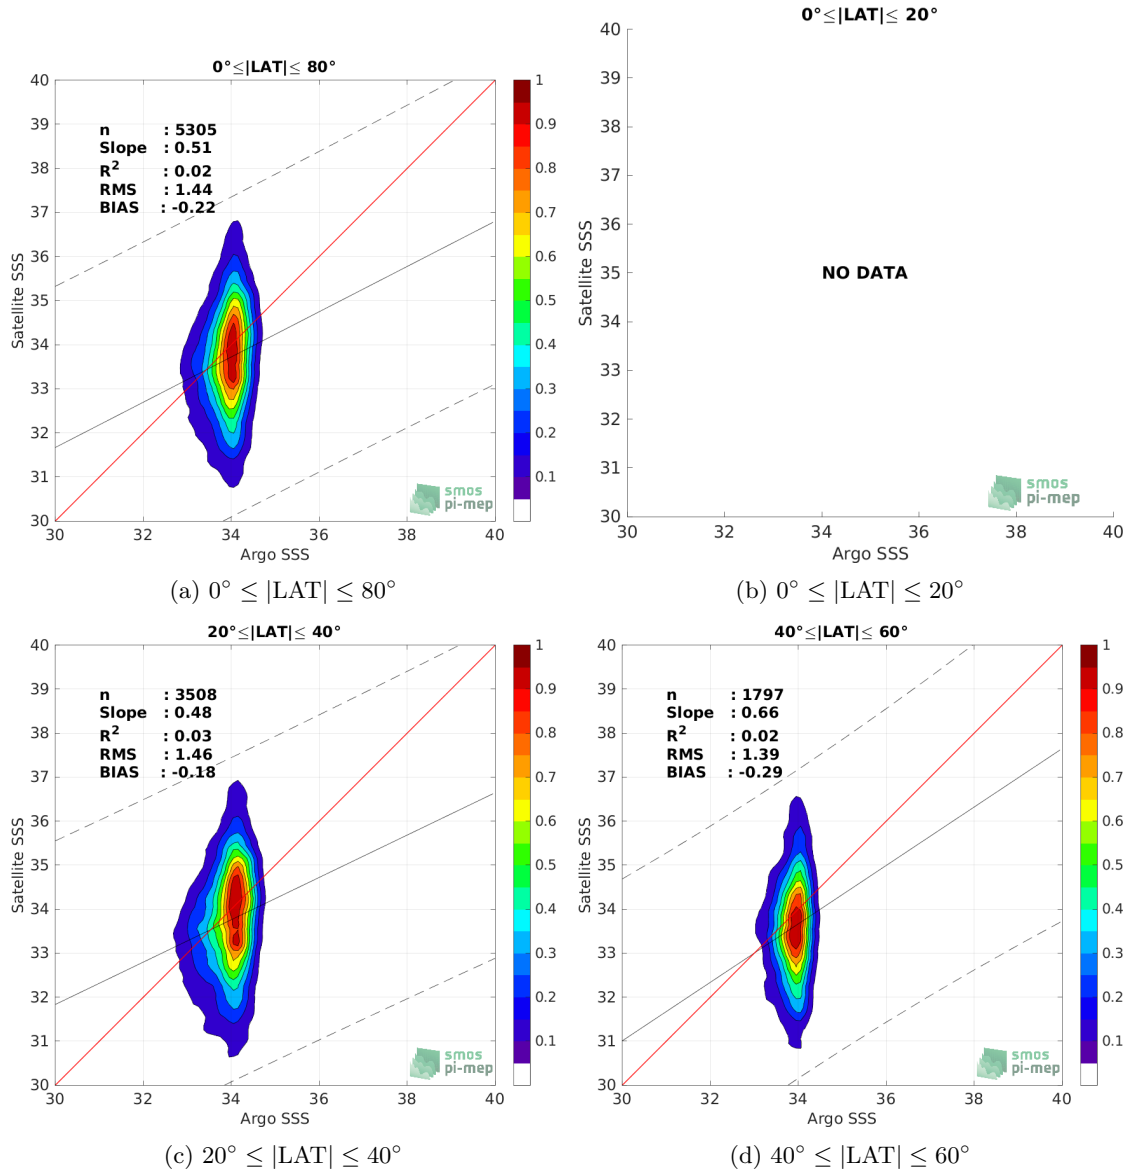 0°≤|LAT|≤ 80°
40
39
38
37
36
35
34
33
32
31
30
Satellite SSS
n : 5305
Slope : 0.51
R² : 0.02
RMS : 1.44
BIAS : -0.22
30 32 34 36 38 40
Argo SSS
1
0.9
0.8
0.7
0.6
0.5
0.4
0.3
0.2
0.1
smos
pi-mep
(a) 0° ≤ |LAT| ≤ 80°
0°≤|LAT|≤ 20°
40
39
38
37
36
35
34
33
32
31
30
Satellite SSS
NO DATA
30 32 34 36 38 40
Argo SSS
smos
pi-mep
(b) 0° ≤ |LAT| ≤ 20°
20°≤|LAT|≤ 40°
40
39
38
37
36
35
34
33
32
31
30
Satellite SSS
n : 3508
Slope : 0.48
R² : 0.03
RMS : 1.46
BIAS : -0.18
30 32 34 36 38 40
Argo SSS
1
0.9
0.8
0.7
0.6
0.5
0.4
0.3
0.2
0.1
smos
pi-mep
(c) 20° ≤ |LAT| ≤ 40°
40°≤|LAT|≤ 60°
40
39
38
37
36
35
34
33
32
31
30
Satellite SSS
n : 1797
Slope : 0.66
R² : 0.02
RMS : 1.39
BIAS : -0.29
30 32 34 36 38 40
Argo SSS
1
0.9
0.8
0.7
0.6
0.5
0.4
0.3
0.2
0.1
smos
pi-mep
(d) 40° ≤ |LAT| ≤ 60°